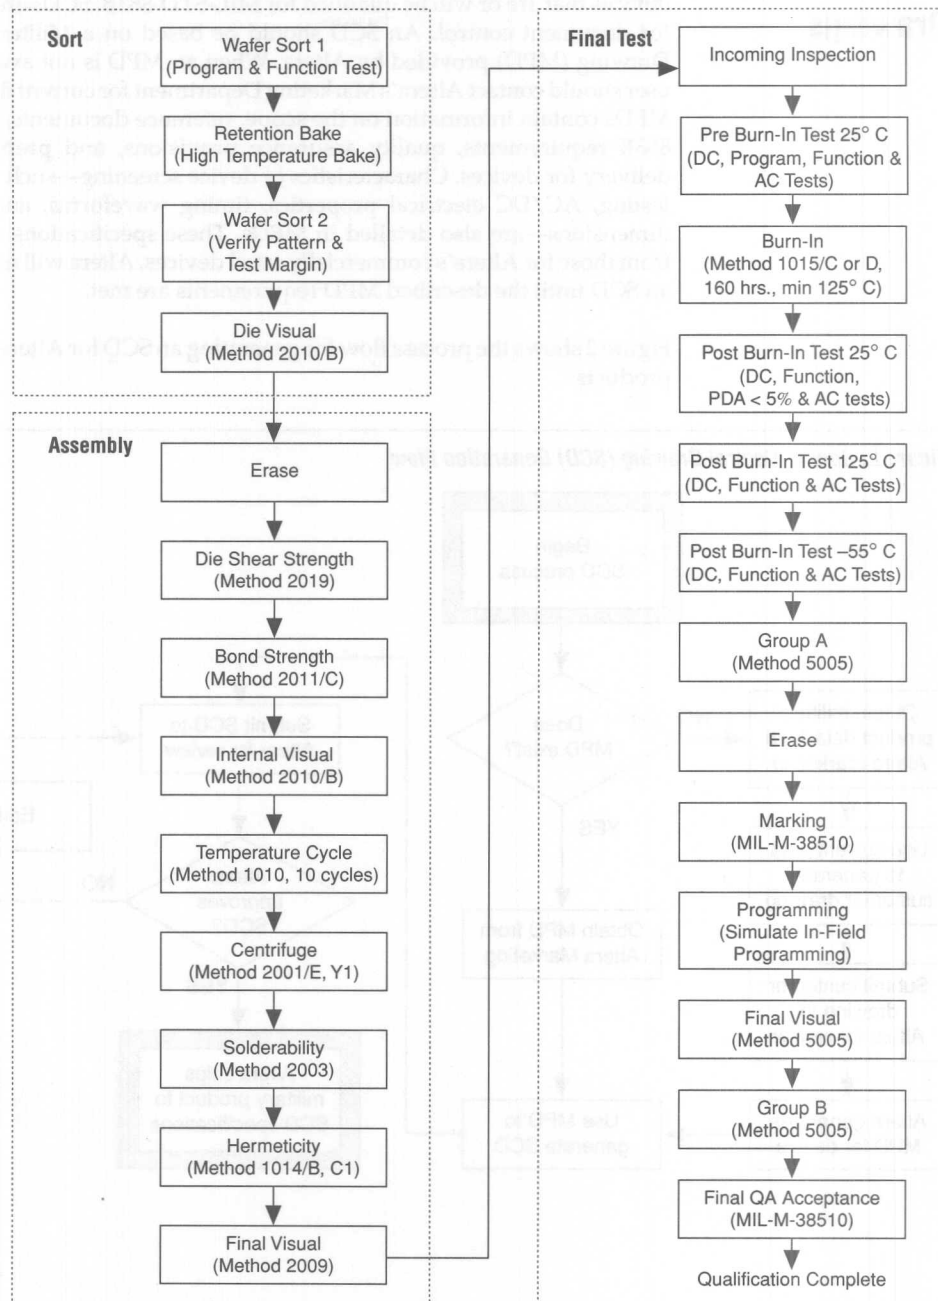 Sort
Wafer Sort 1
(Program & Function Test)
Retention Bake
(High Temperature Bake)
Wafer Sort 2
(Verify Pattern &
Test Margin)
Die Visual
(Method 2010/B)
Assembly
Erase
Die Shear Strength
(Method 2019)
Bond Strength
(Method 2011/C)
Internal Visual
(Method 2010/B)
Temperature Cycle
(Method 1010, 10 cycles)
Centrifuge
(Method 2001/E, Y1)
Solderability
(Method 2003)
Hermeticity
(Method 1014/B, C1)
Final Visual
(Method 2009)
Final Test
Incoming Inspection
Pre Burn-In Test 25° C
(DC, Program, Function &
AC Tests)
Burn-In
(Method 1015/C or D,
160 hrs., min 125° C)
Post Burn-In Test 25° C
(DC, Function,
PDA < 5% & AC tests)
Post Burn-In Test 125° C
(DC, Function & AC Tests)
Post Burn-In Test –55° C
(DC, Function & AC Tests)
Group A
(Method 5005)
Erase
Marking
(MIL-M-38510)
Programming
(Simulate In-Field
Programming)
Final Visual
(Method 5005)
Group B
(Method 5005)
Final QA Acceptance
(MIL-M-38510)
Qualification Complete